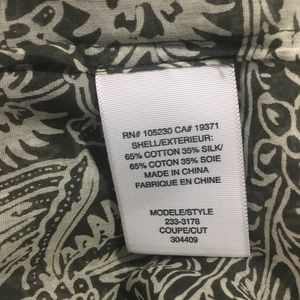 RN# 105230 CA# 19371
SHELL/EXTERIEUR:
65% COTTON 35% SILK/
65% COTON 35% SOIE
MADE IN CHINA
FABRIQUE EN CHINE
MODELE/STYLE
233-3178
COUPE/CUT
304409